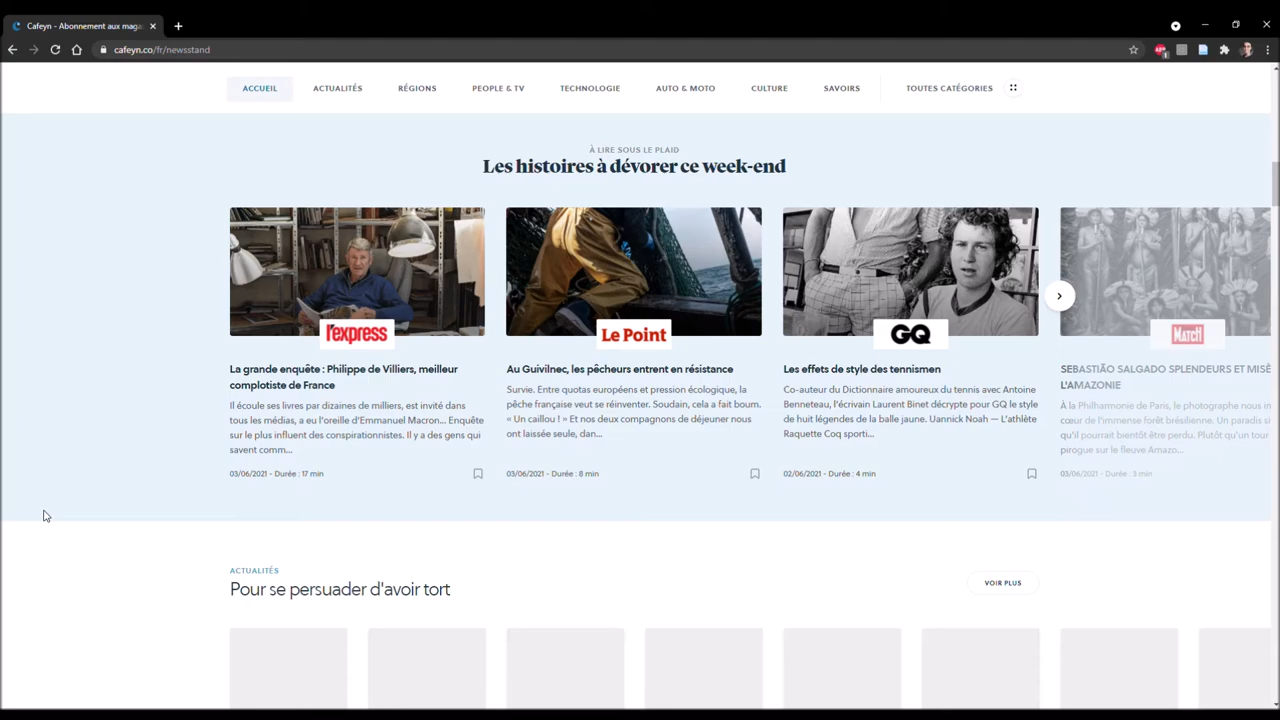 Cafeyn - Abonnement aux maga
cafeyn.co/fr/newsstand
ACCUEIL ACTUALITÉS RÉGIONS PEOPLE & TV TECHNOLOGIE AUTO & MOTO CULTURE SAVOIRS TOUTES CATÉGORIES
À LIRE SOUS LE PLAID
Les histoires à dévorer ce week-end
l'express
La grande enquête : Philippe de Villiers, meilleur
complotiste de France
Il écoule ses livres par dizaines de milliers, est invité dans
tous les médias, a eu l'oreille d'Emmanuel Macron... Enquête
sur le plus influent des conspirationnistes. Il y a des gens qui
savent comm...
03/06/2021 - Durée : 17 min
Le Point
Au Guivilnec, les pêcheurs entrent en résistance
Survie. Entre quotas européens et pression écologique, la
pêche française veut se réinventer. Soudain, cela a fait boum.
« Un caillou ! » Et nos deux compagnons de déjeuner nous
ont laissée seule, dan...
03/06/2021 - Durée : 8 min
GQ
Les effets de style des tennismen
Co-auteur du Dictionnaire amoureux du tennis avec Antoine
Benneteau, l'écrivain Laurent Binet décrypte pour GQ le style
de huit légendes de la balle jaune. Uannick Noah — L'athlète
Raquette Coq sporti...
02/06/2021 - Durée : 4 min
MATCH
SEBASTIÃO SALGADO SPLENDEURS ET MISÈ
L'AMAZONIE
À la Philharmonie de Paris, le photographe nous in
cœur de l'immense forêt brésilienne. Un paradis s
qu'il pourrait bientôt être perdu. Plutôt qu'un tour
pirogue sur le fleuve Amazo...
03/06/2021 - Durée : 3 min
ACTUALITÉS
Pour se persuader d'avoir tort
VOIR PLUS